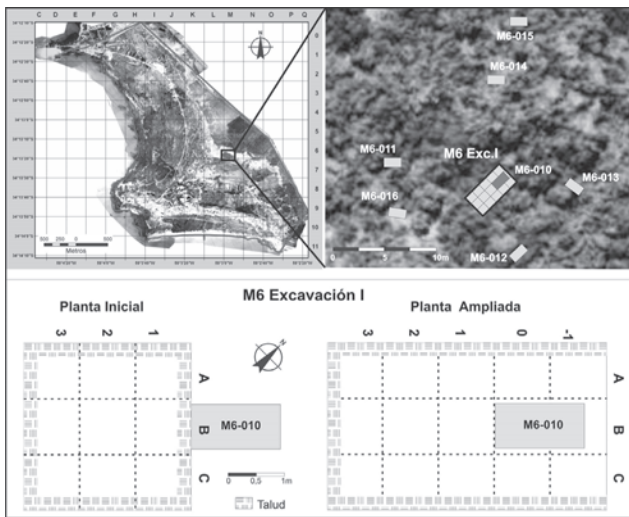 C D E F G H I J K L M N O P Q
0
1
2
3
4
5
6
7
8
9
10
11
N
500 250 0 500
Metros
M6-015
M6-014
M6-011
M6 Exc.I
M6-010
M6-013
M6-016
M6-012
0 5 10m
M6 Excavación I
Planta Inicial
Planta Ampliada
3 2 1
3 2 1 0 -1
N
A
B
C
A
B
C
M6-010
M6-010
0 0.5 1m
Talud